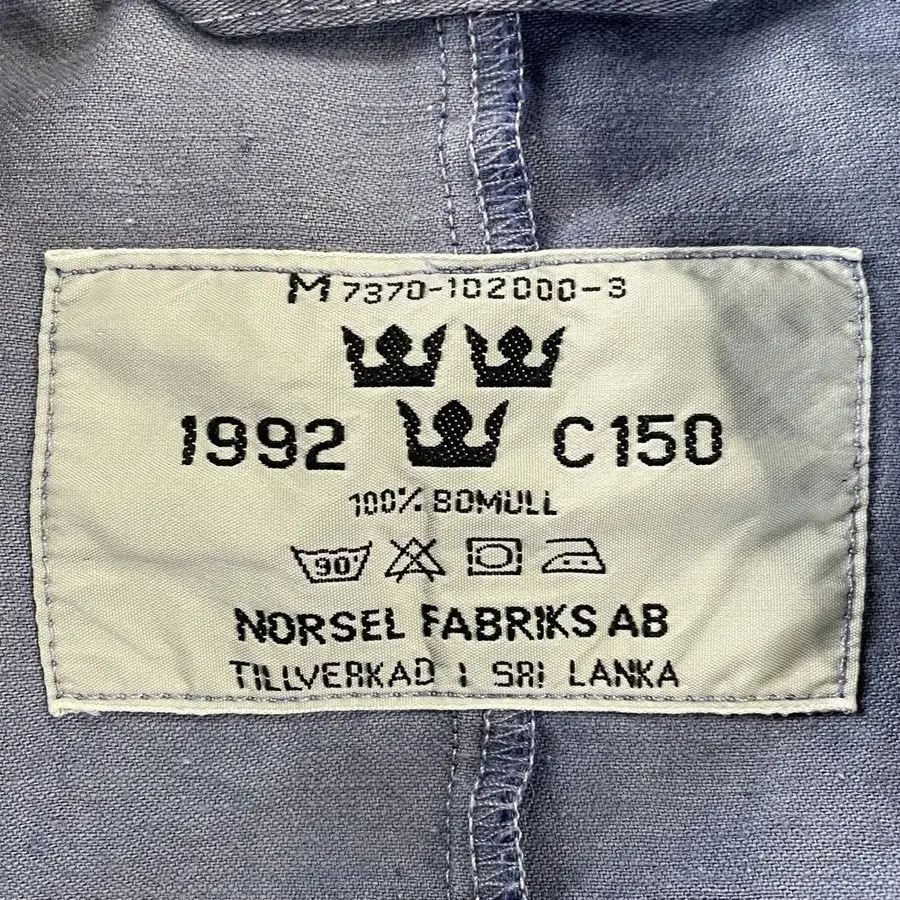 M 7370-102000-3
1992 C150
100% BOMULL
90°
NORSEL FABRIKS AB
TILLVERKAD I SRI LANKA